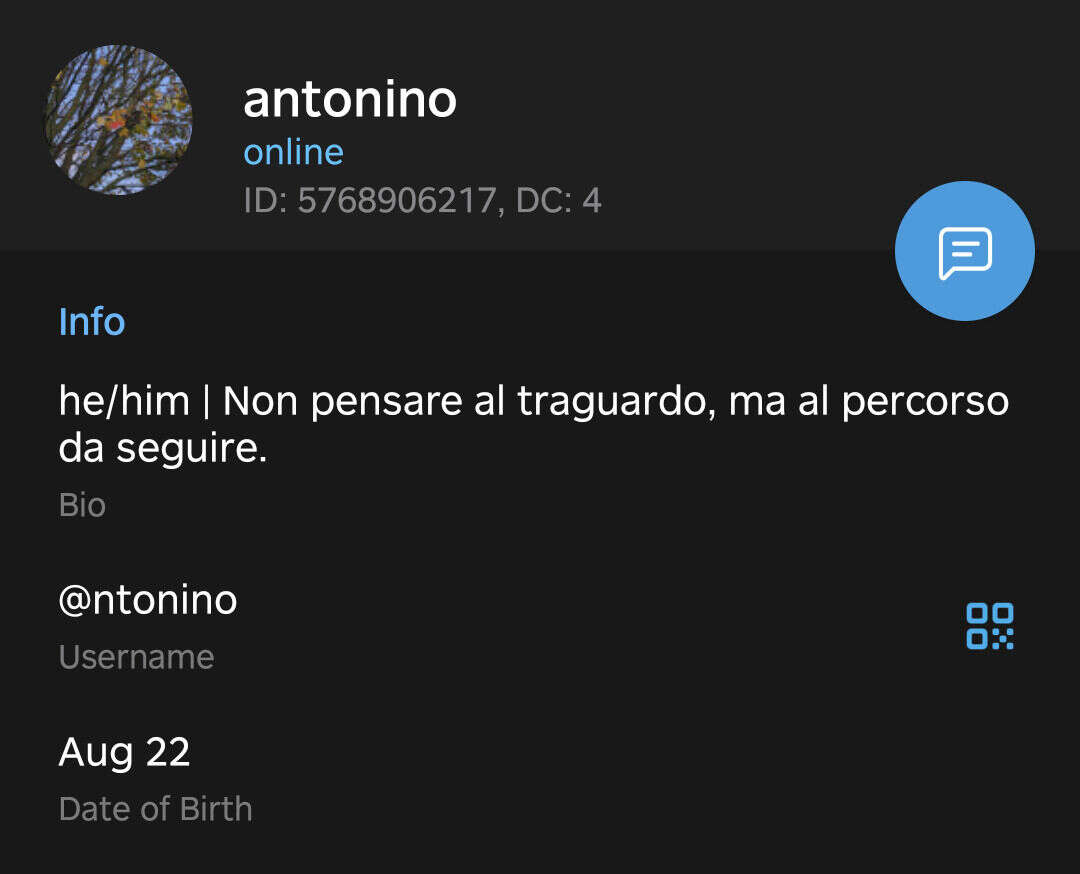 antonino
online
ID: 5768906217, DC: 4
Info
he/him | Non pensare al traguardo, ma al percorso
da seguire.
Bio
@ntonino
Username
Aug 22
Date of Birth